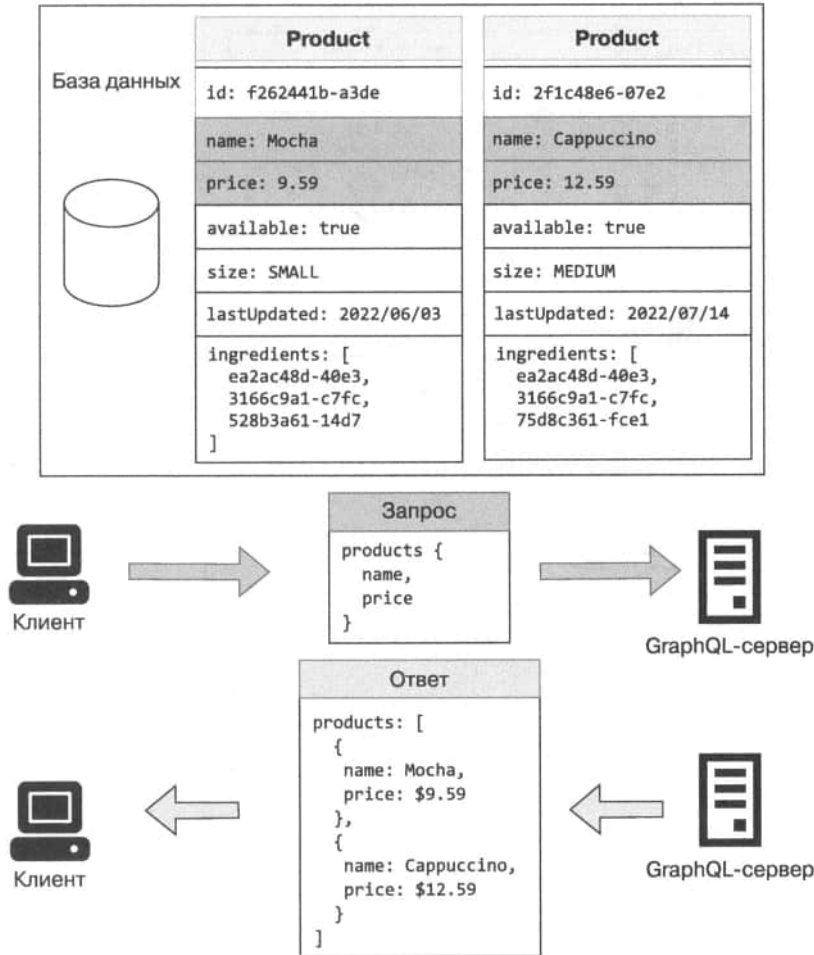 База данных
Product
id: f262441b-a3de
name: Mocha
price: 9.59
available: true
size: SMALL
lastUpdated: 2022/06/03
ingredients: [
ea2ac48d-40e3,
3166c9a1-c7fc,
528b3a61-14d7
]
Product
id: 2f1c48e6-07e2
name: Cappuccino
price: 12.59
available: true
size: MEDIUM
lastUpdated: 2022/07/14
ingredients: [
ea2ac48d-40e3,
3166c9a1-c7fc,
75d8c361-fce1
Клиент
Запрос
products {
name,
price
}
GraphQL-сервер
Клиент
Ответ
products: [
{
name: Mocha,
price: $9.59
},
{
name: Cappuccino,
price: $12.59
}
]
GraphQL-сервер